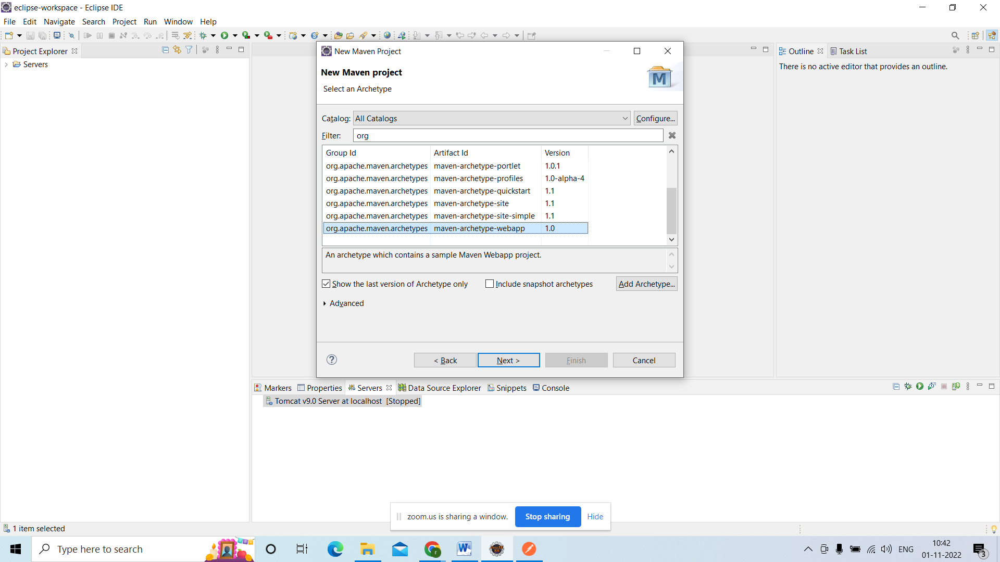 eclipse-workspace - Eclipse IDE
File Edit Navigate Search Project Run Window Help
Project Explorer
Servers
New Maven Project
New Maven project
Select an Archetype
M
Catalog: All Catalogs Configure...
Filter: org
Group Id Artifact Id Version
org.apache.maven.archetypes maven-archetype-portlet 1.0.1
org.apache.maven.archetypes maven-archetype-profiles 1.0-alpha-4
org.apache.maven.archetypes maven-archetype-quickstart 1.1
org.apache.maven.archetypes maven-archetype-site 1.1
org.apache.maven.archetypes maven-archetype-site-simple 1.1
org.apache.maven.archetypes maven-archetype-webapp 1.0
An archetype which contains a sample Maven Webapp project.
Show the last version of Archetype only Include snapshot archetypes Add Archetype...
Advanced
< Back Next > Finish Cancel
Outline Task List
There is no active editor that provides an outline.
Markers Properties Servers Data Source Explorer Snippets Console
Tomcat v9.0 Server at localhost [Stopped]
zoom.us is sharing a window. Stop sharing Hide
1 item selected
Type here to search
ENG
10:42
01-11-2022
3